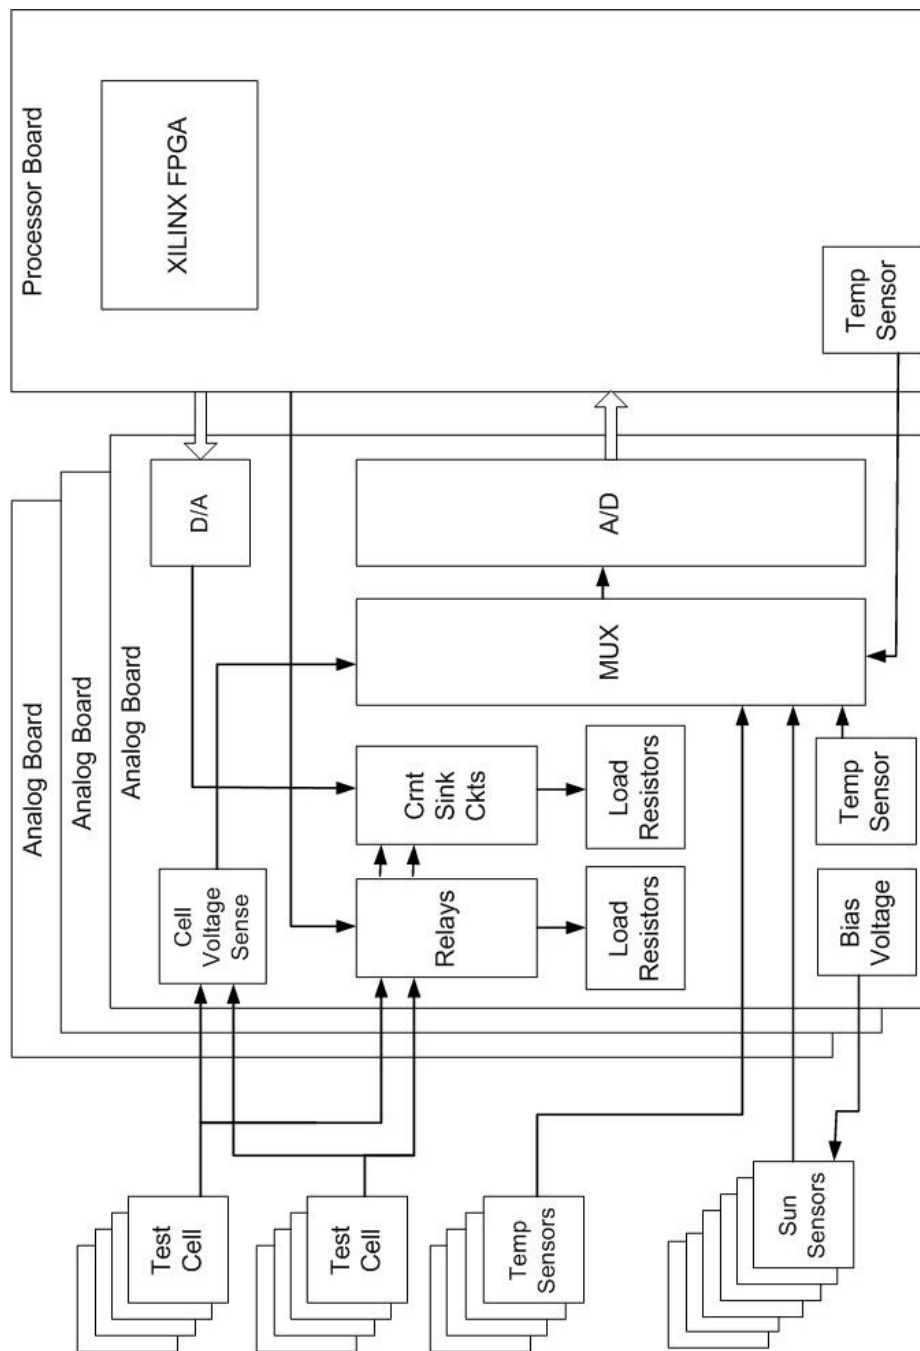 Processor Board
XILINX FPGA
Temp
Sensor
Analog Board
Analog Board
Analog Board
D/A
A/D
MUX
Cell
Voltage
Sense
Crnt
Sink
Ckts
Load
Resistors
Temp
Sensor
Relays
Load
Resistors
Bias
Voltage
Test
Cell
Test
Cell
Temp
Sensors
Sun
Sensors